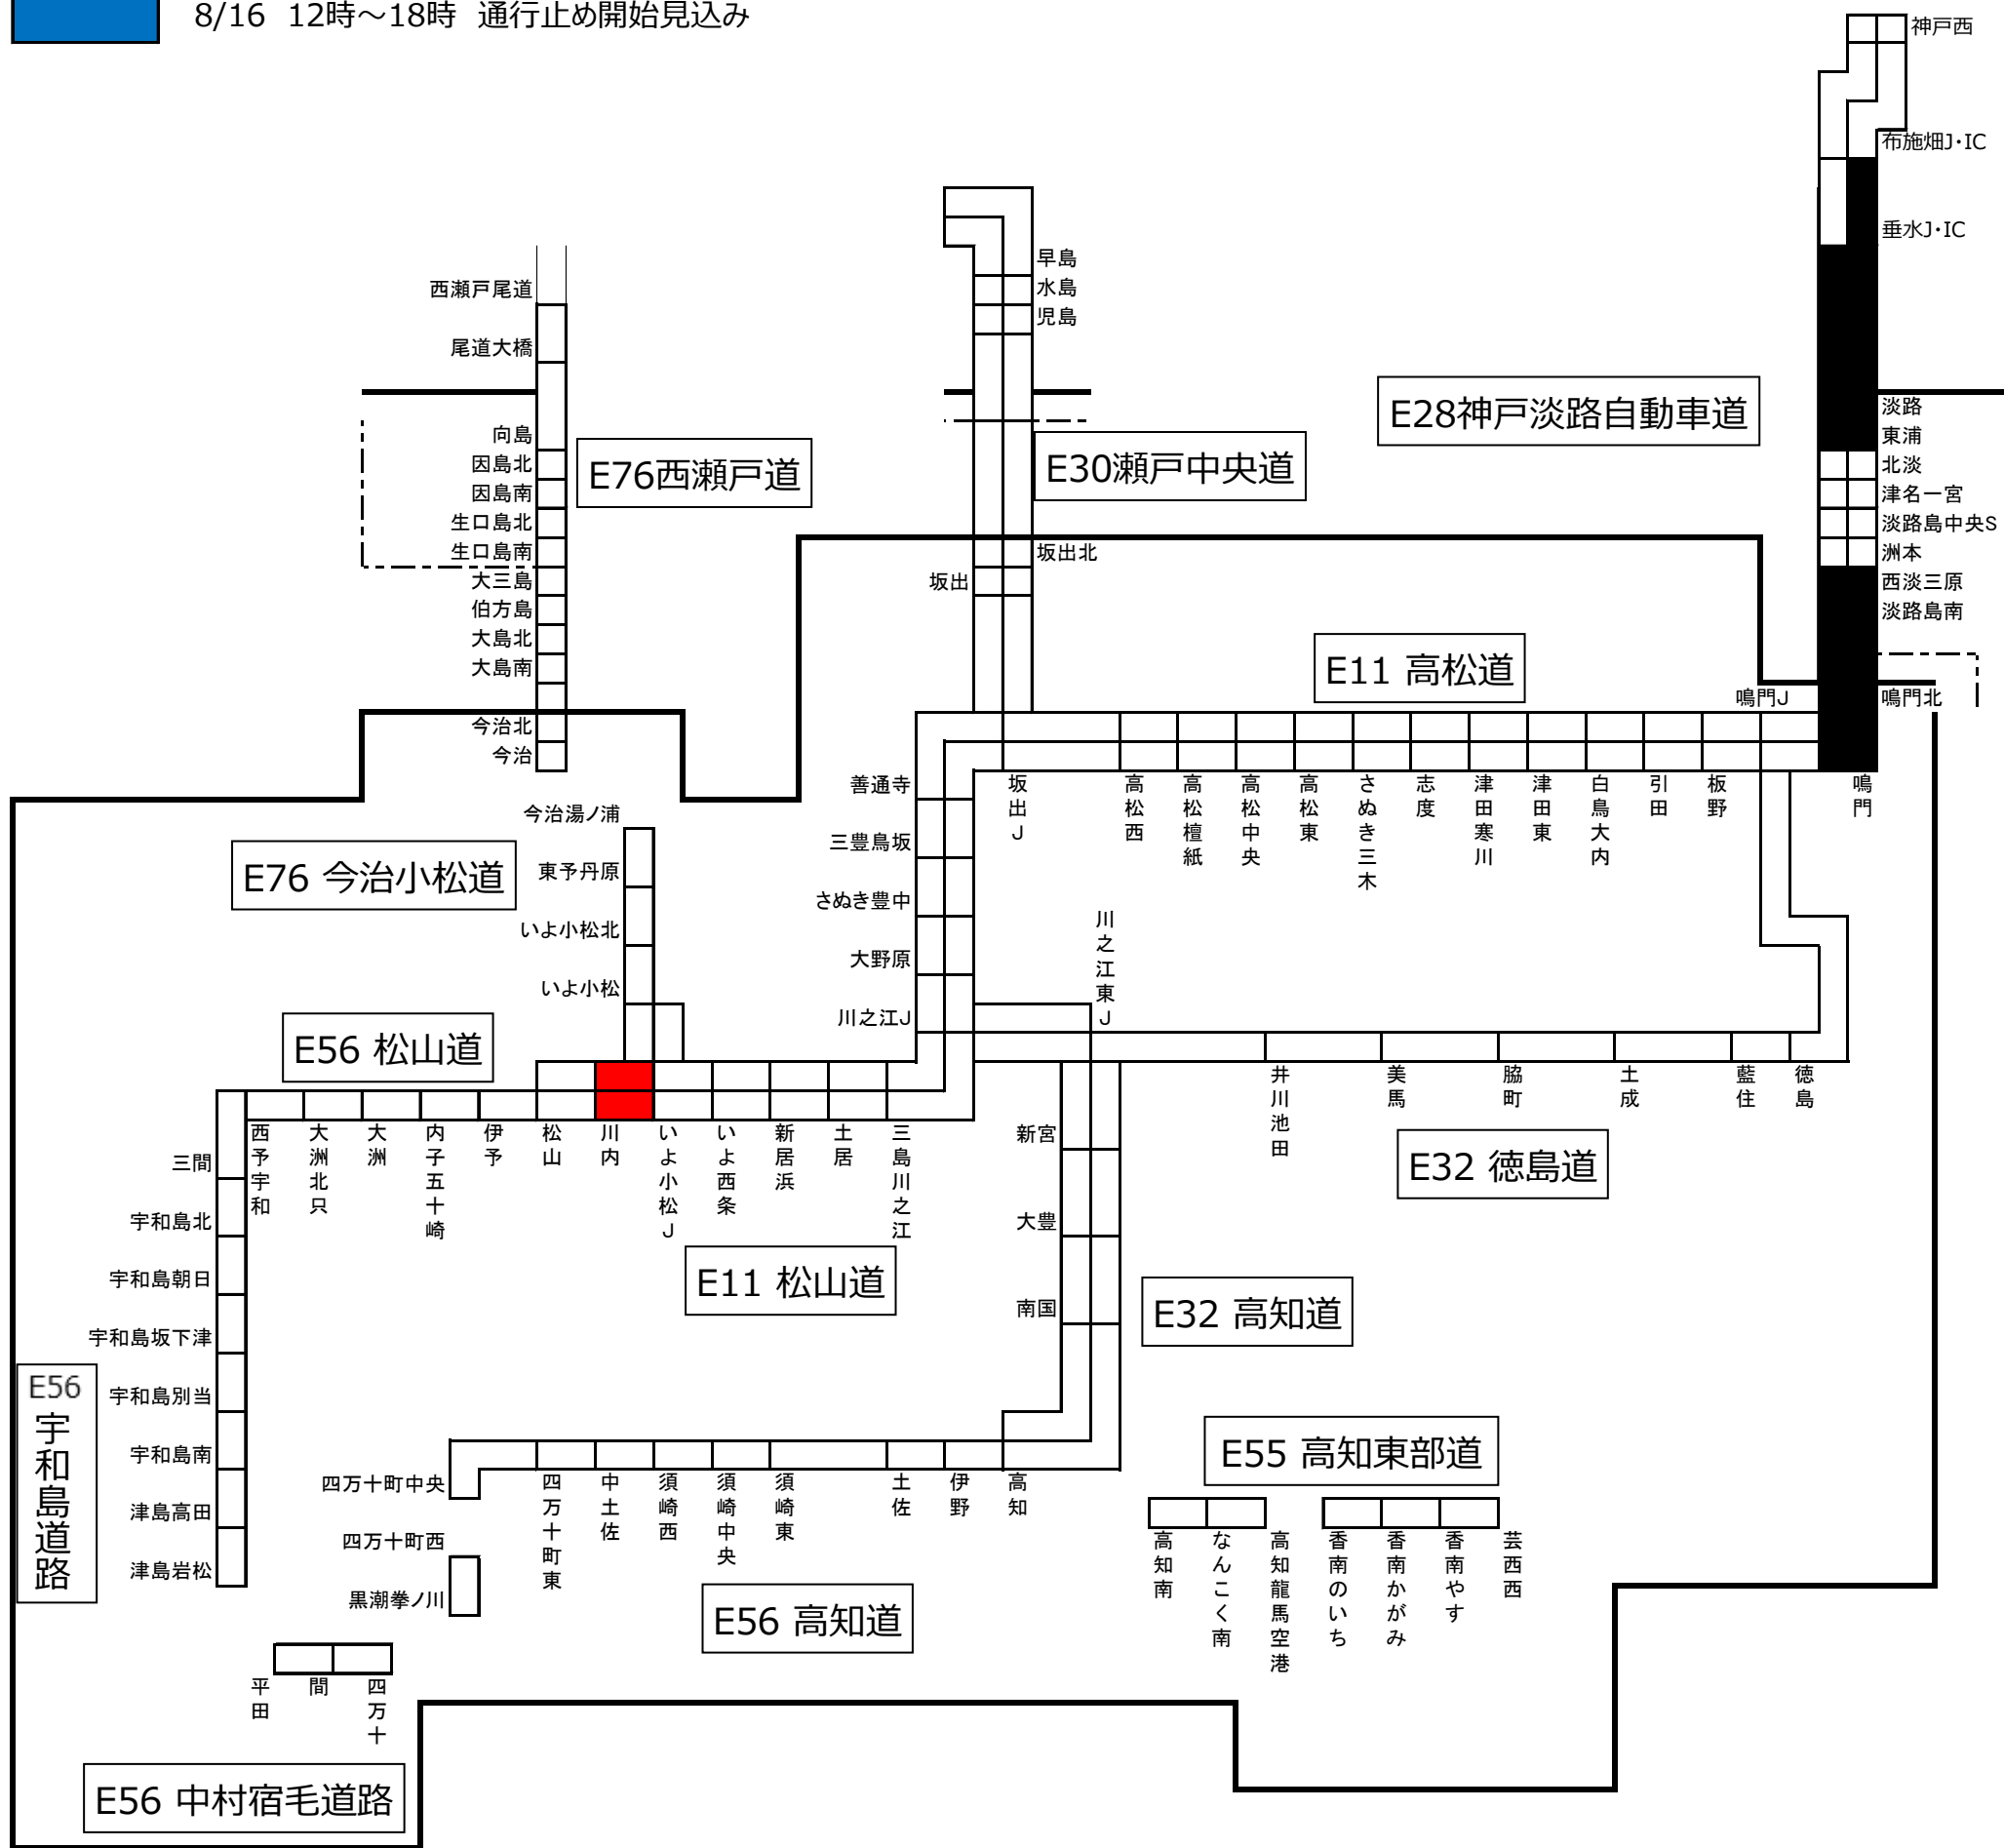 8/16 12時～18時 通行止め開始見込み
神戸西
布施畑J・IC
垂水J・IC
早島
水島
児島
西瀬戸尾道
尾道大橋
E28神戸淡路自動車道
淡路
東浦
北淡
津名一宮
淡路島中央S
洲本
西淡三原
淡路島南
鳴門北
向島
因島北
因島南
生口島北
生口島南
大三島
伯方島
大島北
大島南
今治北
今治
E76西瀬戸道
E30瀬戸中央道
坂出北
坂出
E11 高松道
鳴門J
善通寺
三豊鳥坂
さぬき豊中
大野原
川之江J
坂出J
高松西
高松檀紙
高松中央
高松東
さぬき三木
志度
津田寒川
津田東
白鳥大内
引田
板野
鳴門
今治湯ノ浦
東予丹原
いよ小松北
いよ小松
E76 今治小松道
川之江東J
E56 松山道
井川池田
美馬
脇町
土成
藍住
徳島
E32 徳島道
西予宇和
大洲北只
大洲
内子五十崎
伊予
松山
川内
いよ小松J
いよ西条
新居浜
土居
三島川之江
新宮
大豊
南国
E11 松山道
E32 高知道
三間
宇和島北
宇和島朝日
宇和島坂下津
宇和島別当
宇和島南
津島高田
津島岩松
E56
宇和島道路
四万十町中央
四万十町西
黒潮拳ノ川
四万十町東
中土佐
須崎西
須崎中央
須崎東
土佐
伊野
高知
E55 高知東部道
高知南
なんこく南
高知龍馬空港
香南のいち
香南かがみ
香南やす
芸西西
E56 高知道
平田
間
四万十
E56 中村宿毛道路